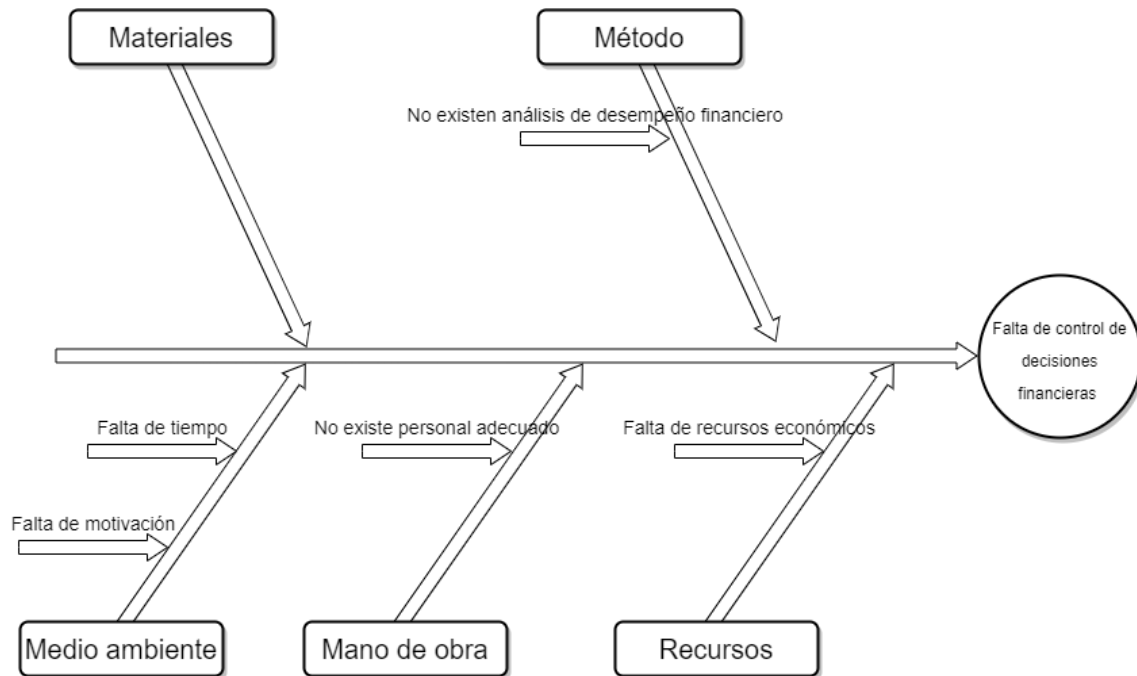 Materiales
Método
No existen análisis de desempeño financiero
Falta de control de
decisiones
financieras
Falta de tiempo
No existe personal adecuado
Falta de recursos económicos
Falta de motivación
Medio ambiente
Mano de obra
Recursos